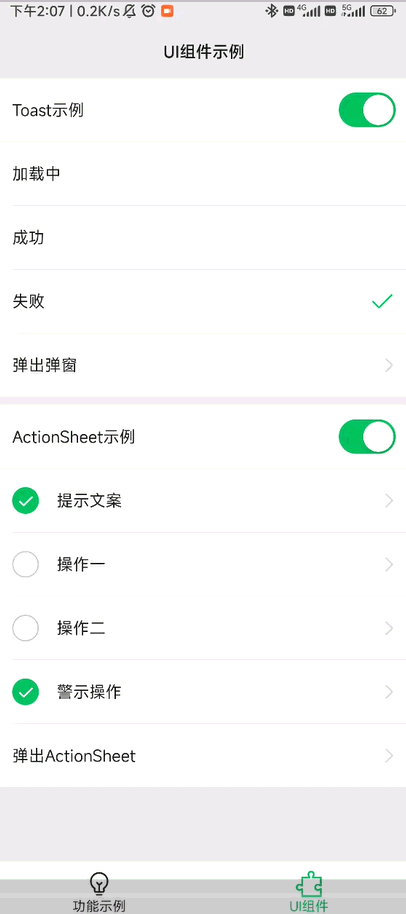 下午2:07 | 0.2K/s
HD 4G HD 5G 62
UI组件示例
Toast示例
加载中
成功
失败
弹出弹窗
ActionSheet示例
提示文案
操作一
操作二
警示操作
弹出ActionSheet
功能示例
UI组件